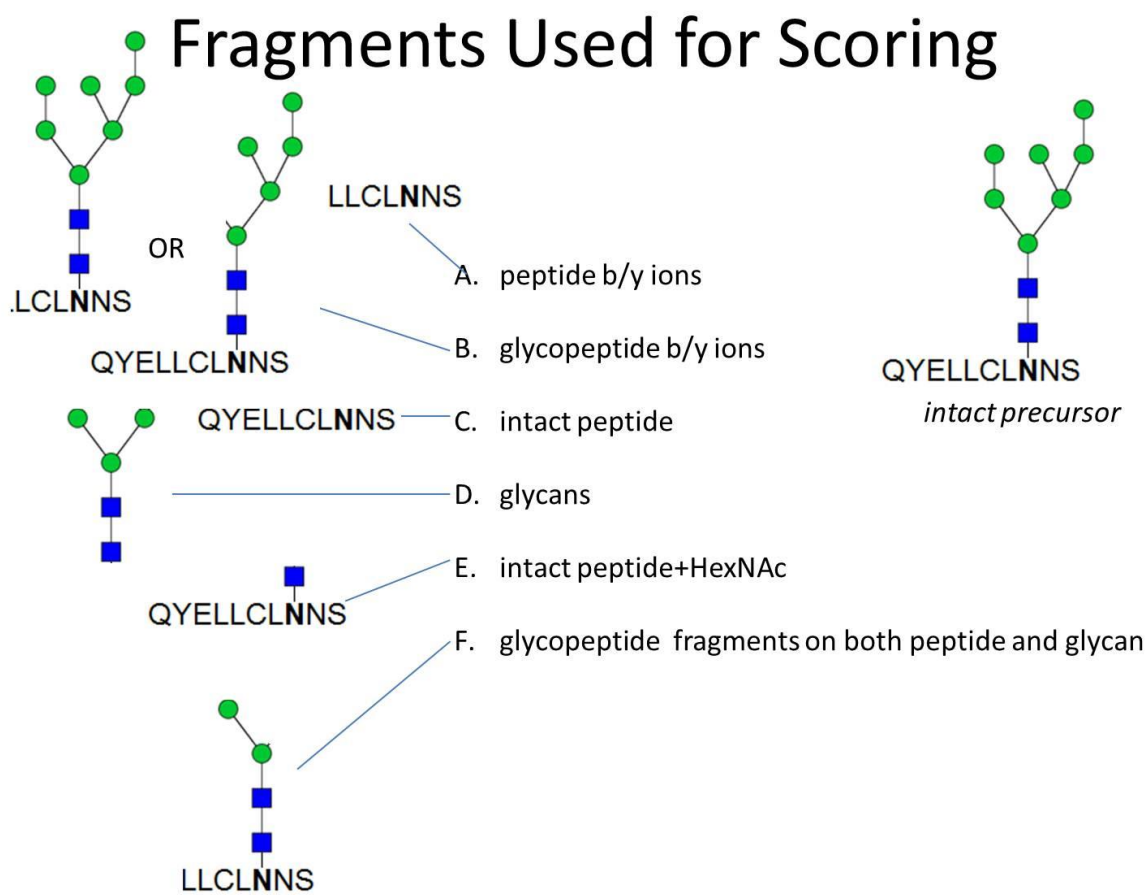 Fragments Used for Scoring
LLCLNNS
OR
.LCLNNS
A. peptide b/y ions
QYELLCLNNS
B. glycopeptide b/y ions
QYELLCLNNS
intact precursor
QYELLCLNNS
C. intact peptide
D. glycans
E. intact peptide+HexNAc
QYELLCLNNS
F. glycopeptide fragments on both peptide and glycan
LLCLNNS